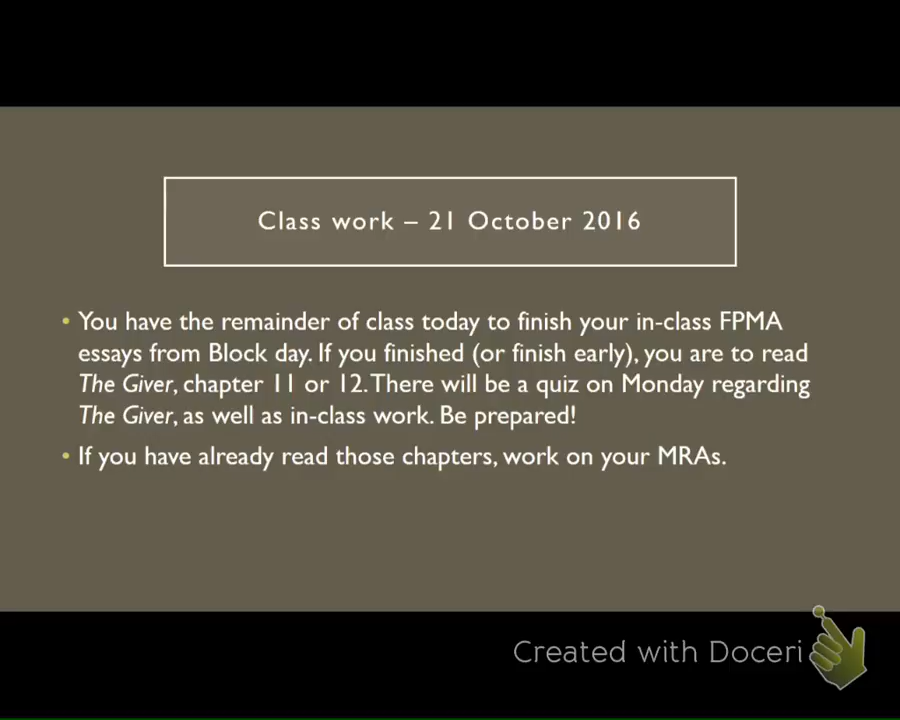 Class work – 21 October 2016
• You have the remainder of class today to finish your in-class FPMA
essays from Block day. If you finished (or finish early), you are to read
The Giver, chapter 11 or 12. There will be a quiz on Monday regarding
The Giver, as well as in-class work. Be prepared!
• If you have already read those chapters, work on your MRAs.
Created with Doceri